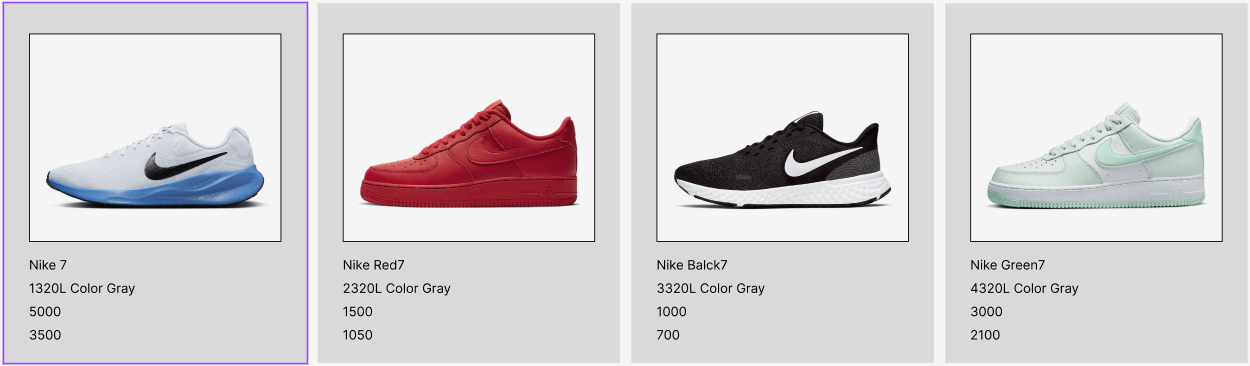 Nike 7
1320L Color Gray
5000
3500
Nike Red7
2320L Color Gray
1500
1050
Nike Balck7
3320L Color Gray
1000
700
Nike Green7
4320L Color Gray
3000
2100